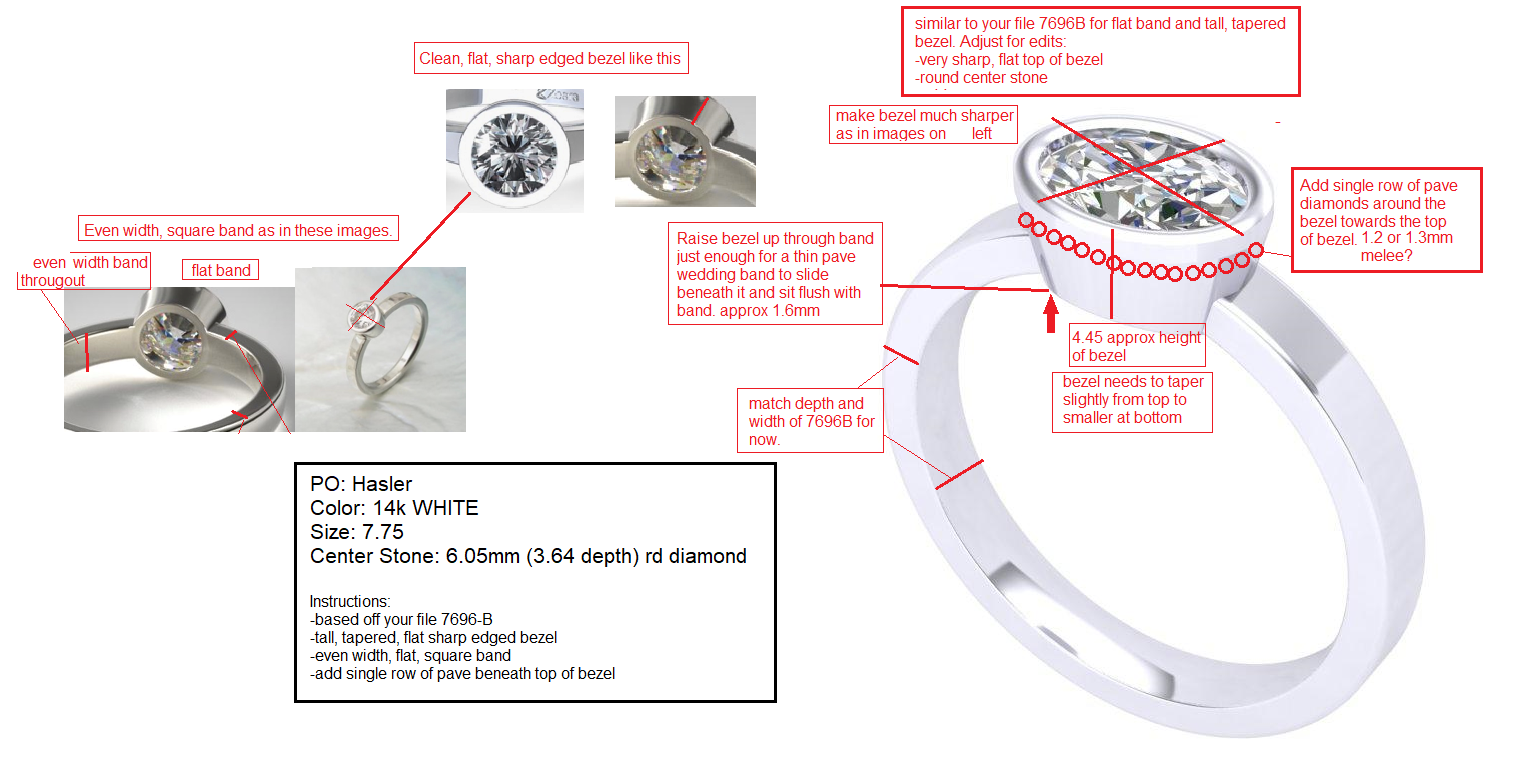 similar to your file 7696B for flat band and tall, tapered
bezel. Adjust for edits:
-very sharp, flat top of bezel
-round center stone
Clean, flat, sharp edged bezel like this
make bezel much sharper
as in images on left
Add single row of pave
diamonds around the
bezel towards the top
of bezel. 1.2 or 1.3mm
melee?
Even width, square band as in these images.
even width band
througout
flat band
Raise bezel up through band
just enough for a thin pave
wedding band to slide
beneath it and sit flush with
band. approx 1.6mm
4.45 approx height
of bezel
bezel needs to taper
slightly from top to
smaller at bottom
match depth and
width of 7696B for
now.
PO: Hasler
Color: 14k WHITE
Size: 7.75
Center Stone: 6.05mm (3.64 depth) rd diamond
Instructions:
-based off your file 7696-B
-tall, tapered, flat sharp edged bezel
-even width, flat, square band
-add single row of pave beneath top of bezel